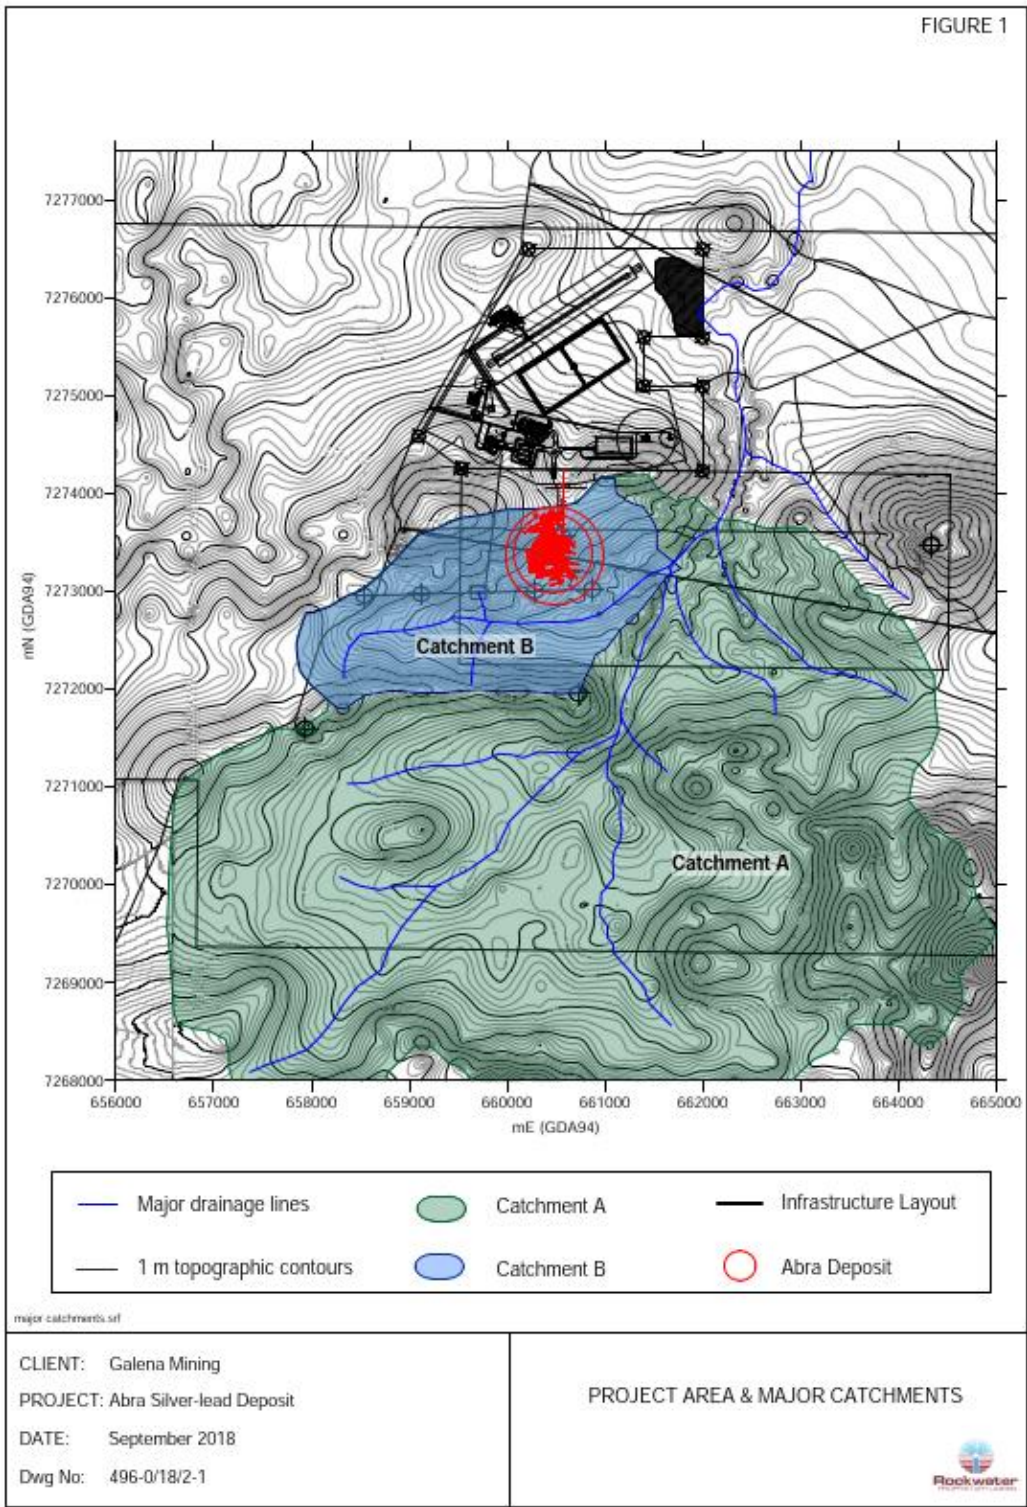 FIGURE 1
7277000
7276000
7275000
7274000
7273000
7272000
7271000
7270000
7269000
7268000
mN (GDA94)
Catchment B
Catchment A
656000 657000 658000 659000 660000 661000 662000 663000 664000 665000
mE (GDA94)
Major drainage lines Catchment A Infrastructure Layout
1 m topographic contours Catchment B Abra Deposit
major catchments.srf
CLIENT: Galena Mining
PROJECT: Abra Silver-lead Deposit
DATE: September 2018
Dwg No: 496-0/18/2-1
PROJECT AREA & MAJOR CATCHMENTS
Rockwater